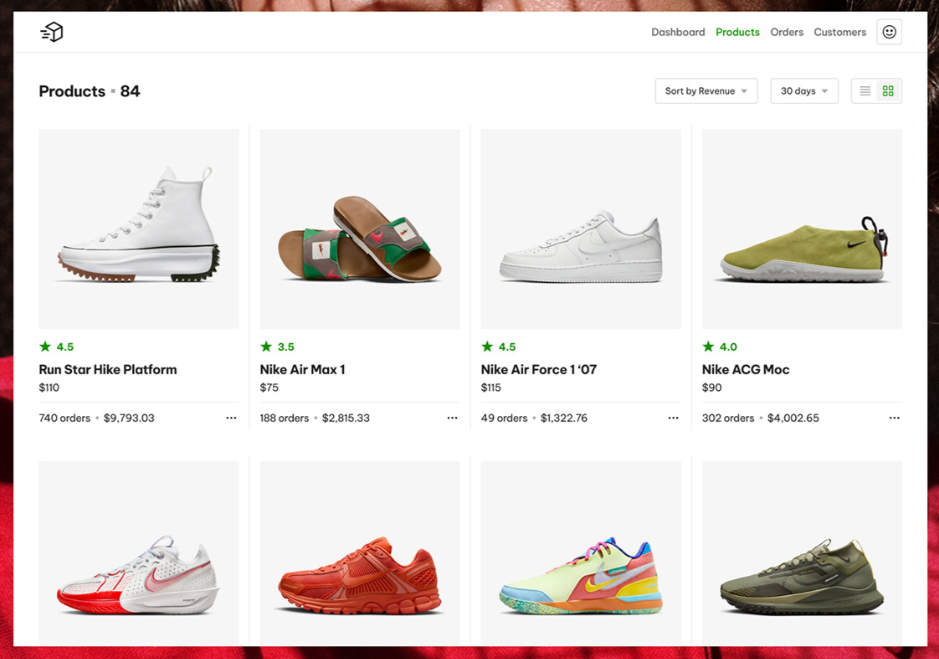 Dashboard Products Orders Customers
Products 84
Sort by Revenue 30 days
4.5 3.5 4.5 4.0
Run Star Hike Platform Nike Air Max 1 Nike Air Force 1 ‘07 Nike ACG Moc
$110 $75 $115 $90
740 orders • $9,793.03 ··· 188 orders • $2,815.33 ··· 49 orders • $1,322.76 ··· 302 orders • $4,002.65 ···